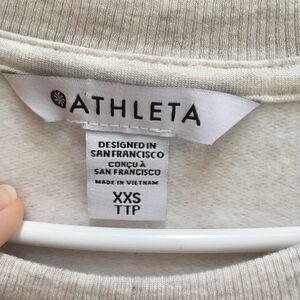 ATHLETA
DESIGNED IN
SAN FRANCISCO
CONÇU À
SAN FRANCISCO
MADE IN VIETNAM
XXS
TTP